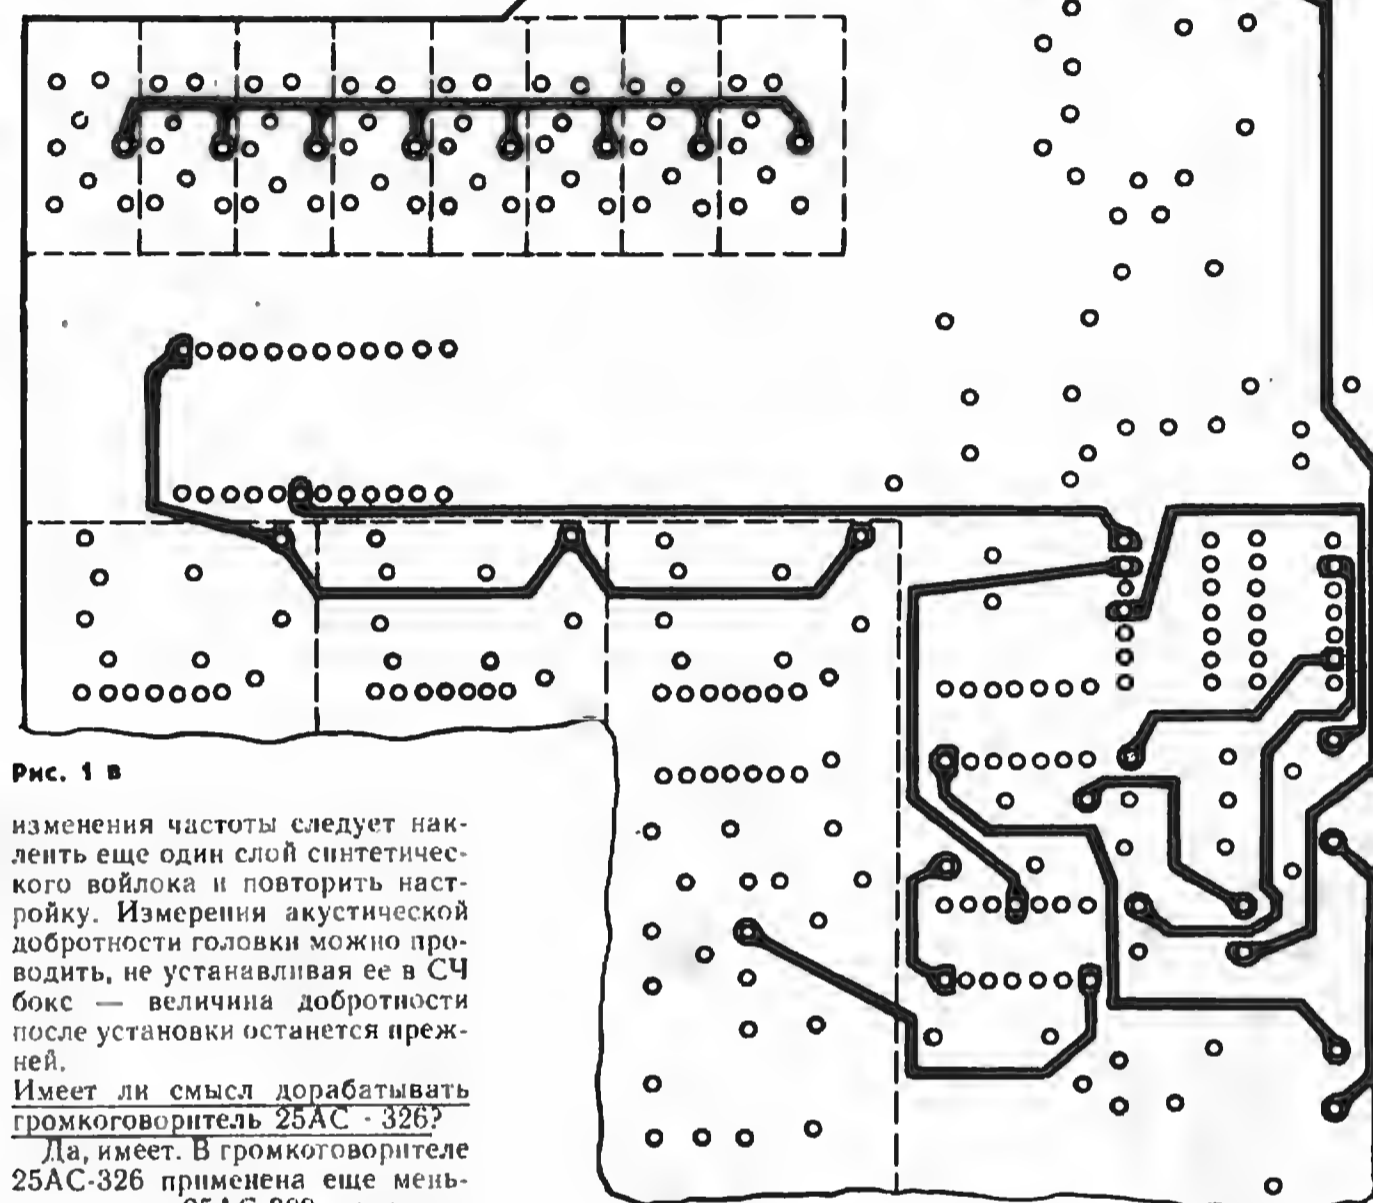 Рис. 1 в
изменения частоты следует нак-
леить еще один слой синтетичес-
кого войлока и повторить наст-
ройку. Измерения акустической
добротности головки можно про-
водить, не устанавливая ее в СЧ
бокс — величина добротности
после установки останется преж-
ней.
Имеет ли смысл дорабатывать
громкоговоритель 25АС - 326?
Да, имеет. В громкоговорителе
25АС-326 применена еще мень-